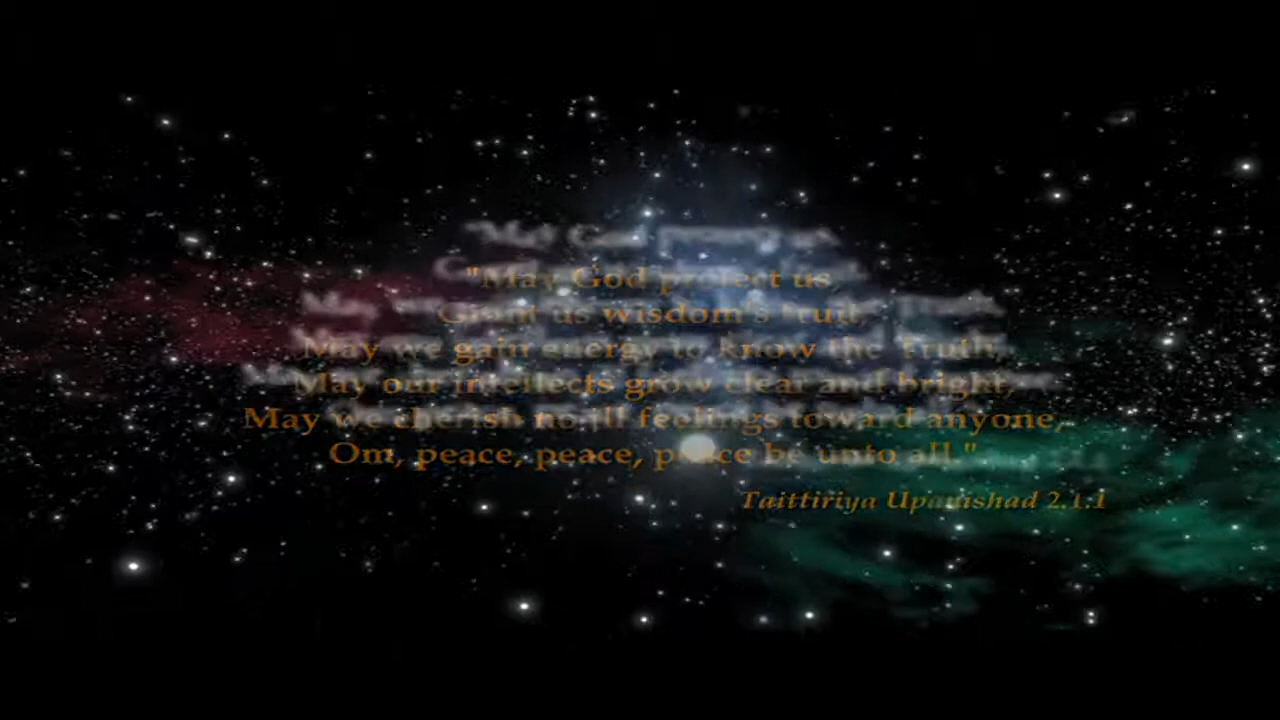 "May God protect us,
Grant us wisdom's fruit,
May we gain energy to know the Truth,
May our intellects grow clear and bright,
May we cherish no ill feelings toward anyone,
Om, peace, peace, peace be unto all."
Taittiriya Upanishad 2.1.1